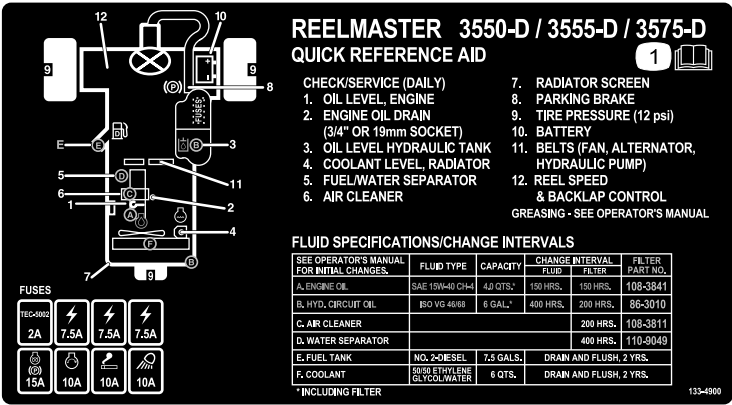 REELMASTER 3550-D / 3555-D / 3575-D
QUICK REFERENCE AID
1
CHECK/SERVICE (DAILY)
1. OIL LEVEL, ENGINE
2. ENGINE OIL DRAIN
(3/4" OR 19mm SOCKET)
3. OIL LEVEL HYDRAULIC TANK
4. COOLANT LEVEL, RADIATOR
5. FUEL/WATER SEPARATOR
6. AIR CLEANER
7. RADIATOR SCREEN
8. PARKING BRAKE
9. TIRE PRESSURE (12 psi)
10. BATTERY
11. BELTS (FAN, ALTERNATOR,
HYDRAULIC PUMP)
12. REEL SPEED
& BACKLAP CONTROL
GREASING - SEE OPERATOR'S MANUAL
12
10
9
9
8
(P)
FUSES
E
E
B
3
5
D
6
C
11
1
A
2
4
F
7
B
9
FUSES
TEC-5002
2A
7.5A
7.5A
7.5A
(P)
15A
10A
10A
10A
FLUID SPECIFICATIONS/CHANGE INTERVALS
SEE OPERATOR'S MANUAL FOR INITIAL CHANGES. FLUID TYPE CAPACITY CHANGE INTERVAL FLUID FILTER FILTER PART NO.
A. ENGINE OIL SAE 15W-40 CH-4 4.0 QTS.* 150 HRS. 150 HRS. 108-3841
B. HYD. CIRCUIT OIL ISO VG 46/68 6 GAL.* 400 HRS. 200 HRS. 86-3010
C. AIR CLEANER 200 HRS. 108-3811
D. WATER SEPARATOR 400 HRS. 110-9049
E. FUEL TANK NO. 2-DIESEL 7.5 GALS. DRAIN AND FLUSH, 2 YRS.
F. COOLANT 50/50 ETHYLENE GLYCOL/WATER 6 QTS. DRAIN AND FLUSH, 2 YRS.
* INCLUDING FILTER
133-4900